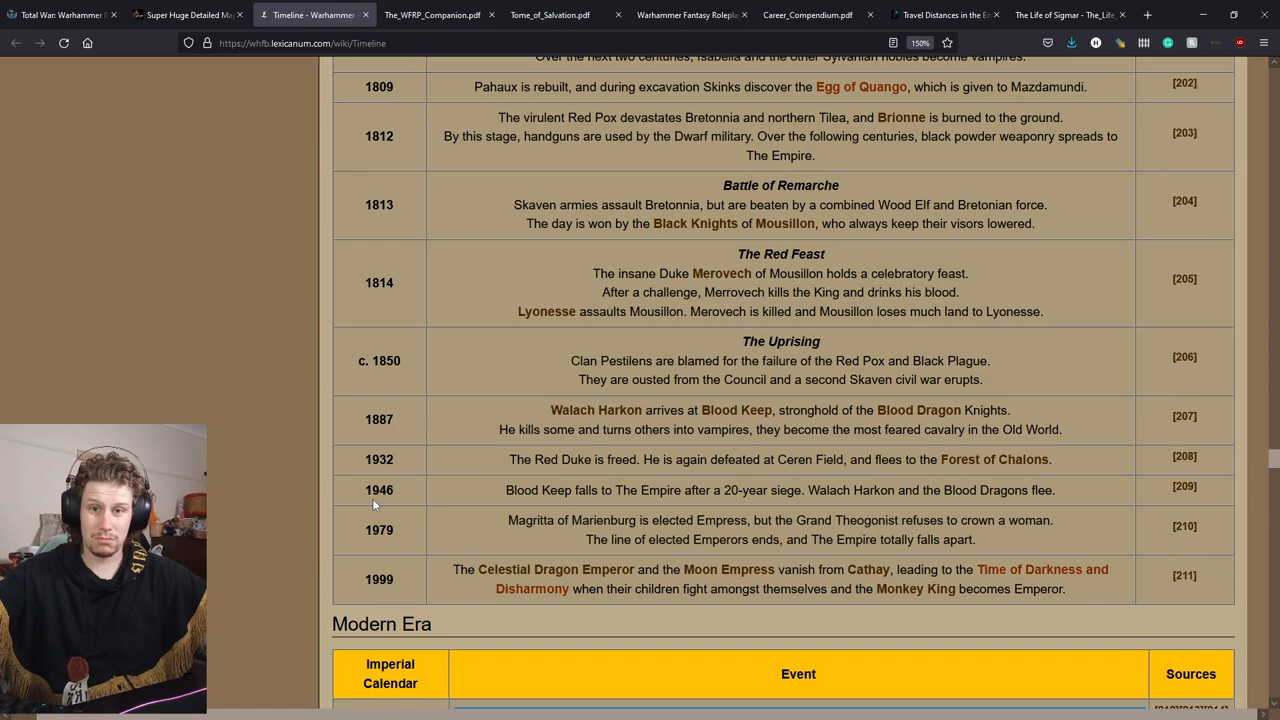 Total War: Warhammer I
Super Huge Detailed Ma
Timeline - Warhammer -
The_WFRP_Companion.pdf
Tome_of_Salvation.pdf
Warhammer Fantasy Roleplay
Career_Compendium.pdf
Travel Distances in the En
The Life of Sigmar - The_Life_
https://whfb.lexicanum.com/wiki/Timeline
150%
Over the next two centuries, Isabella and the other Sylvanian nobles become vampires.
1809
Pahaux is rebuilt, and during excavation Skinks discover the Egg of Quango, which is given to Mazdamundi.
[202]
1812
The virulent Red Pox devastates Bretonnia and northern Tilea, and Brionne is burned to the ground.
By this stage, handguns are used by the Dwarf military. Over the following centuries, black powder weaponry spreads to
The Empire.
[203]
1813
Battle of Remarche
Skaven armies assault Bretonnia, but are beaten by a combined Wood Elf and Bretonian force.
The day is won by the Black Knights of Mousillon, who always keep their visors lowered.
[204]
1814
The Red Feast
The insane Duke Merovech of Mousillon holds a celebratory feast.
After a challenge, Merrovech kills the King and drinks his blood.
Lyonesse assaults Mousillon. Merovech is killed and Mousillon loses much land to Lyonesse.
[205]
c. 1850
The Uprising
Clan Pestilens are blamed for the failure of the Red Pox and Black Plague.
They are ousted from the Council and a second Skaven civil war erupts.
[206]
1887
Walach Harkon arrives at Blood Keep, stronghold of the Blood Dragon Knights.
He kills some and turns others into vampires, they become the most feared cavalry in the Old World.
[207]
1932
The Red Duke is freed. He is again defeated at Ceren Field, and flees to the Forest of Chalons.
[208]
1946
Blood Keep falls to The Empire after a 20-year siege. Walach Harkon and the Blood Dragons flee.
[209]
1979
Magritta of Marienburg is elected Empress, but the Grand Theogonist refuses to crown a woman.
The line of elected Emperors ends, and The Empire totally falls apart.
[210]
1999
The Celestial Dragon Emperor and the Moon Empress vanish from Cathay, leading to the Time of Darkness and
Disharmony when their children fight amongst themselves and the Monkey King becomes Emperor.
[211]
Modern Era
Imperial
Calendar
Event
Sources